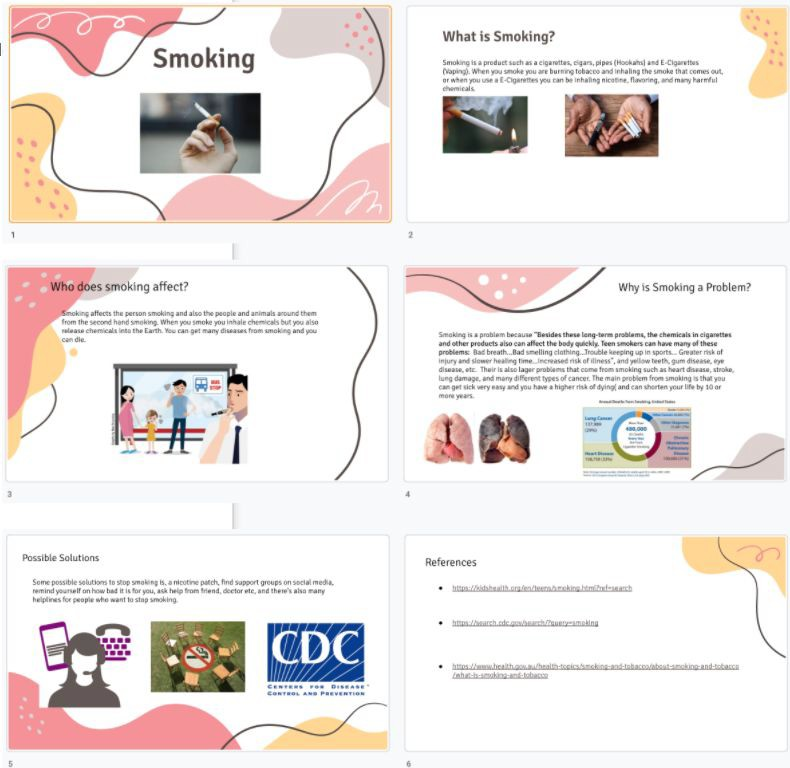 Smoking
1
What is Smoking?
Smoking is a product such as a cigarettes, cigars, pipes (Hookahs) and E-Cigarettes
(Vaping). When you smoke you are burning tobacco and inhaling the smoke that comes out,
or when you use a E-Cigarettes you can be inhaling nicotine, flavoring, and many harmful
chemicals.
2
Who does smoking affect?
Smoking affects the person smoking and also the people and animals around them
from the second hand smoking. When you smoke you inhale chemicals but you also
release chemicals into the Earth. You can get many diseases from smoking and you
can die.
BUS
STOP
3
Why is Smoking a Problem?
Smoking is a problem because "Besides these long-term problems, the chemicals in cigarettes
and other products also can affect the body quickly. Teen smokers can have many of these
problems: Bad breath...Bad smelling clothing...Trouble keeping up in sports... Greater risk of
injury and slower healing time...Increased risk of illness", and yellow teeth, gum disease, eye
disease, etc. Their is also lager problems that come from smoking such as heart disease, stroke,
lung damage, and many different types of cancer. The main problem from smoking is that you
can get sick very easy and you have a higher risk of dying( and can shorten your life by 10 or
more years.
Annual Deaths from Smoking, United States
Lung Cancer
137,989
(29%)
More Than
480,000
Other Diagnoses
Chronic
Obstructive
Pulmonary
Disease
Heart Disease
4
Possible Solutions
Some possible solutions to stop smoking is, a nicotine patch, find support groups on social media,
remind yourself on how bad it is for you, ask help from friend, doctor etc, and there's also many
helplines for people who want to stop smoking.
CDC
CENTERS FOR DISEASE
CONTROL AND PREVENTION
5
References
https://kidshealth.org/en/teens/smoking.html?ref=search
https://search.cdc.gov/search/?query=smoking
https://www.health.gov.au/health-topics/smoking-and-tobacco/about-smoking-and-tobacco
/what-is-smoking-and-tobacco
6